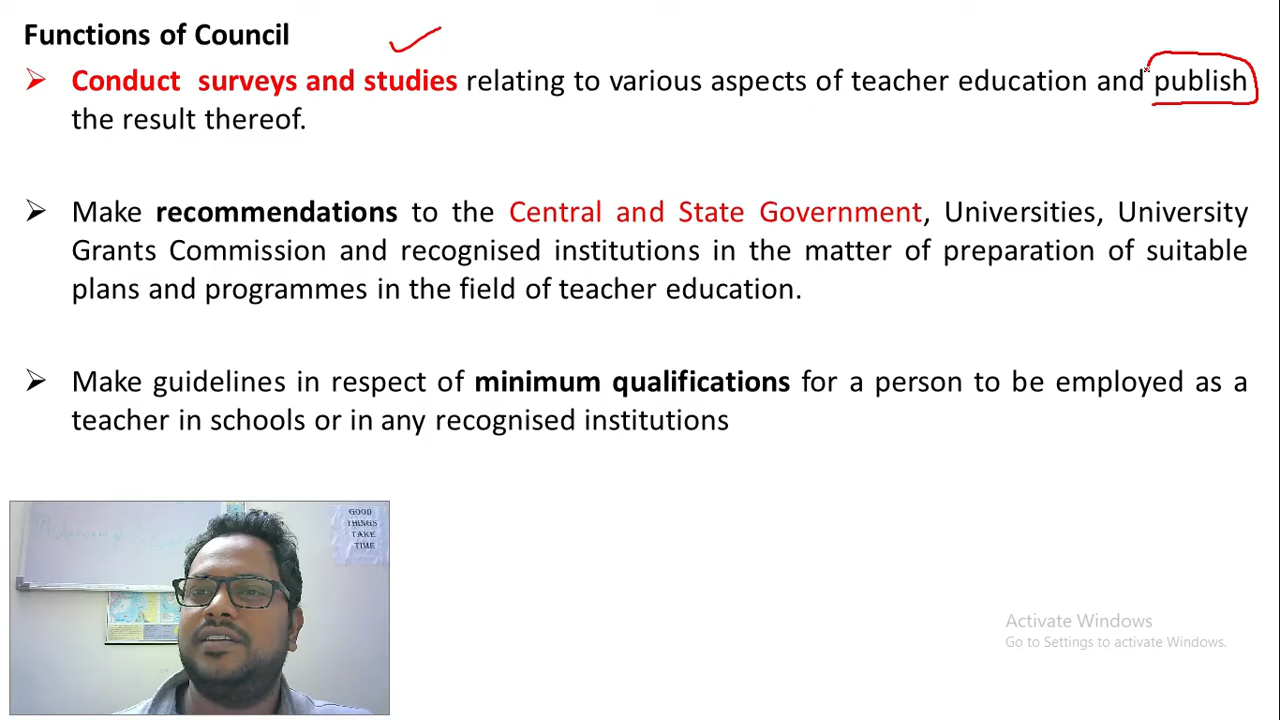 Functions of Council
➢ Conduct surveys and studies relating to various aspects of teacher education and publish
the result thereof.
➢ Make recommendations to the Central and State Government, Universities, University
Grants Commission and recognised institutions in the matter of preparation of suitable
plans and programmes in the field of teacher education.
➢ Make guidelines in respect of minimum qualifications for a person to be employed as a
teacher in schools or in any recognised institutions
GOOD
THINGS
TAKE
TIME
Activate Windows
Go to Settings to activate Windows.